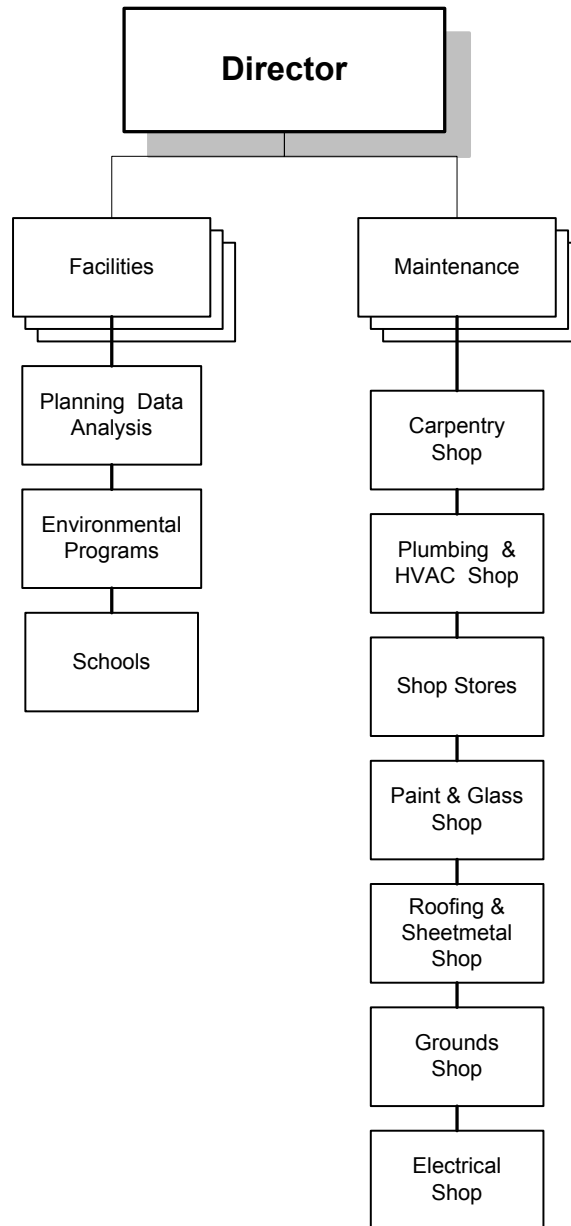 Director
Facilities
Planning Data
Analysis
Environmental
Programs
Schools
Maintenance
Carpentry
Shop
Plumbing &
HVAC Shop
Shop Stores
Paint & Glass
Shop
Roofing &
Sheetmetal
Shop
Grounds
Shop
Electrical
Shop